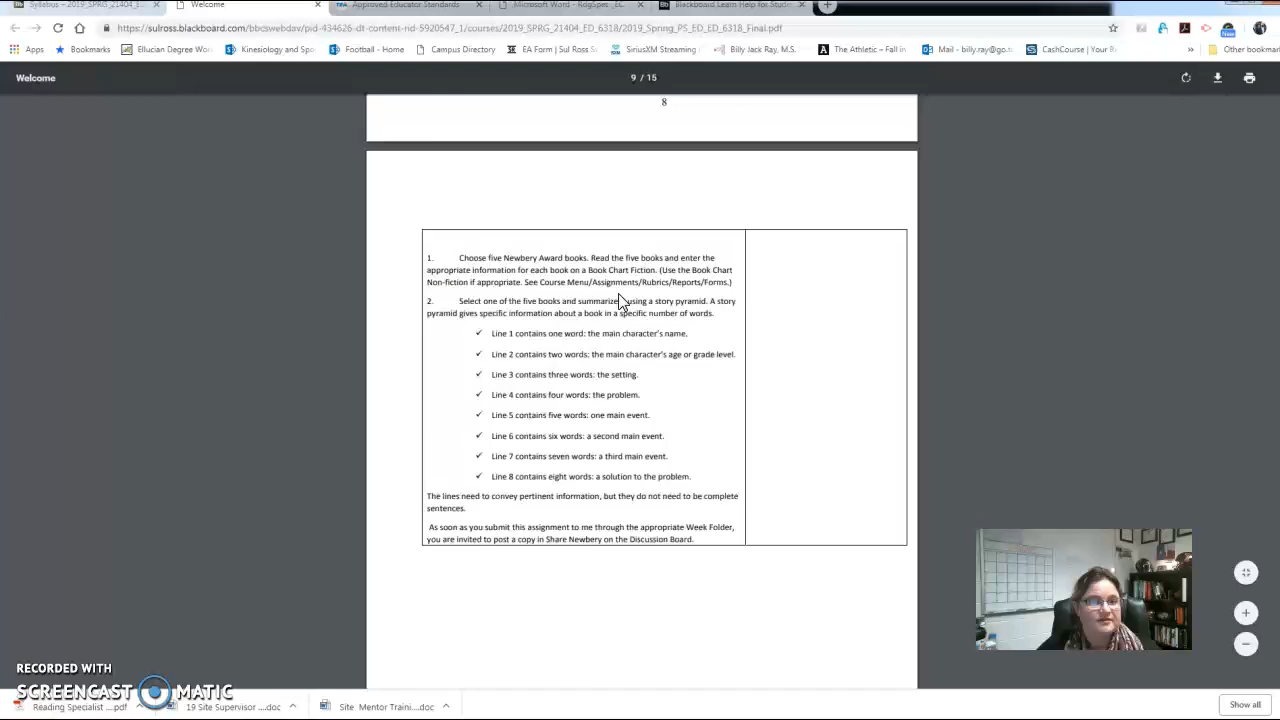 Syllabus – 2019_SPRG_21404_ED
Welcome
Approved Educator Standards
Microsoft Word - RdgSpes_EC
Blackboard Learn Help for Stude
https://sulross.blackboard.com/bbcswebdav/pid-434626-dt-content-rid-5920547_1/courses/2019_SPRG_21404_ED_6318/2019_Spring_PS_ED_ED_6318_Final.pdf
Apps Bookmarks Ellucian Degree Wor Kinesiology and Spo Football - Home Campus Directory EA Form | Sul Ross S SiriusXM Streaming Billy Jack Ray, M.S. The Athletic – Fall in Mail - billy.ray@go.t CashCourse | Your R » Other bookmar
Welcome
9 / 15
8
1. Choose five Newbery Award books. Read the five books and enter the
appropriate information for each book on a Book Chart Fiction. (Use the Book Chart
Non-fiction if appropriate. See Course Menu/Assignments/Rubrics/Reports/Forms.)
2. Select one of the five books and summarize using a story pyramid. A story
pyramid gives specific information about a book in a specific number of words.
✓ Line 1 contains one word: the main character's name.
✓ Line 2 contains two words: the main character's age or grade level.
✓ Line 3 contains three words: the setting.
✓ Line 4 contains four words: the problem.
✓ Line 5 contains five words: one main event.
✓ Line 6 contains six words: a second main event.
✓ Line 7 contains seven words: a third main event.
✓ Line 8 contains eight words: a solution to the problem.
The lines need to convey pertinent information, but they do not need to be complete
sentences.
As soon as you submit this assignment to me through the appropriate Week Folder,
you are invited to post a copy in Share Newbery on the Discussion Board.
RECORDED WITH
SCREENCAST MATIC
Reading Specialist ....pdf
19 Site Supervisor ....doc
Site Mentor Traini....doc
Show all